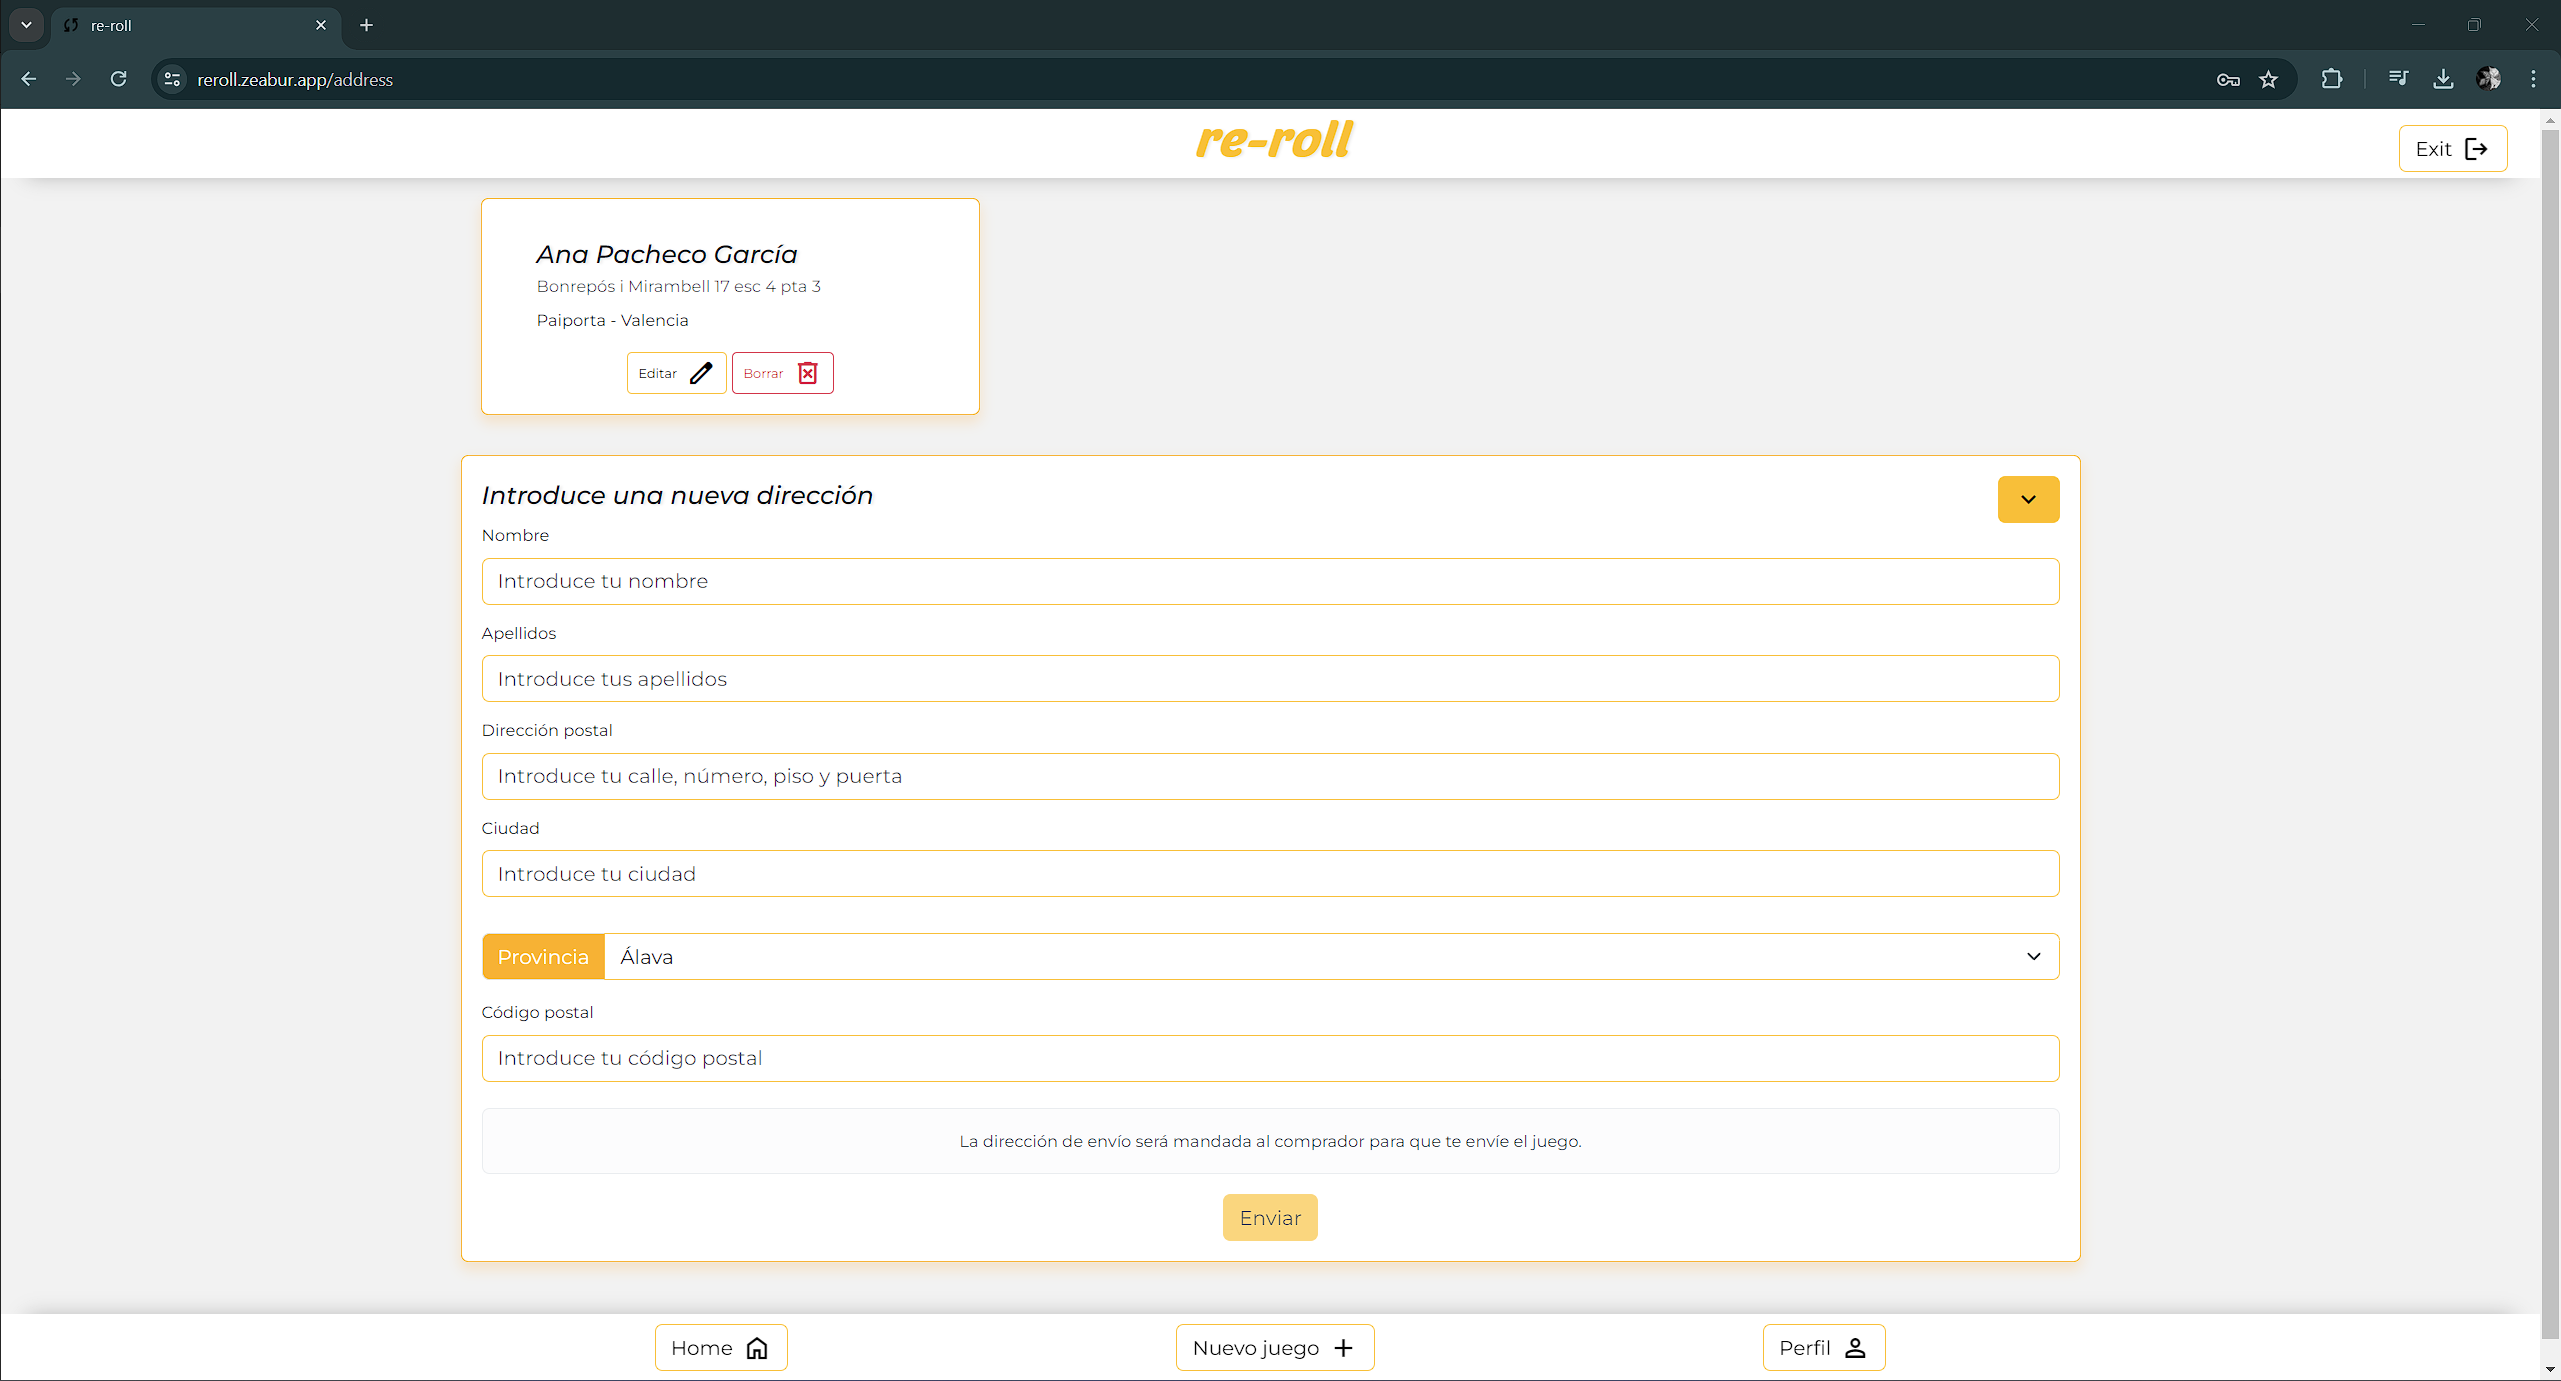 re-roll
reroll.zeabur.app/address
re-roll
Exit
Ana Pacheco García
Bonrepós i Mirambell 17 esc 4 pta 3
Paiporta - Valencia
Editar
Borrar
Introduce una nueva dirección
Nombre
Introduce tu nombre
Apellidos
Introduce tus apellidos
Dirección postal
Introduce tu calle, número, piso y puerta
Ciudad
Introduce tu ciudad
Provincia Álava
Código postal
Introduce tu código postal
La dirección de envío será mandada al comprador para que te envíe el juego.
Enviar
Home
Nuevo juego
Perfil